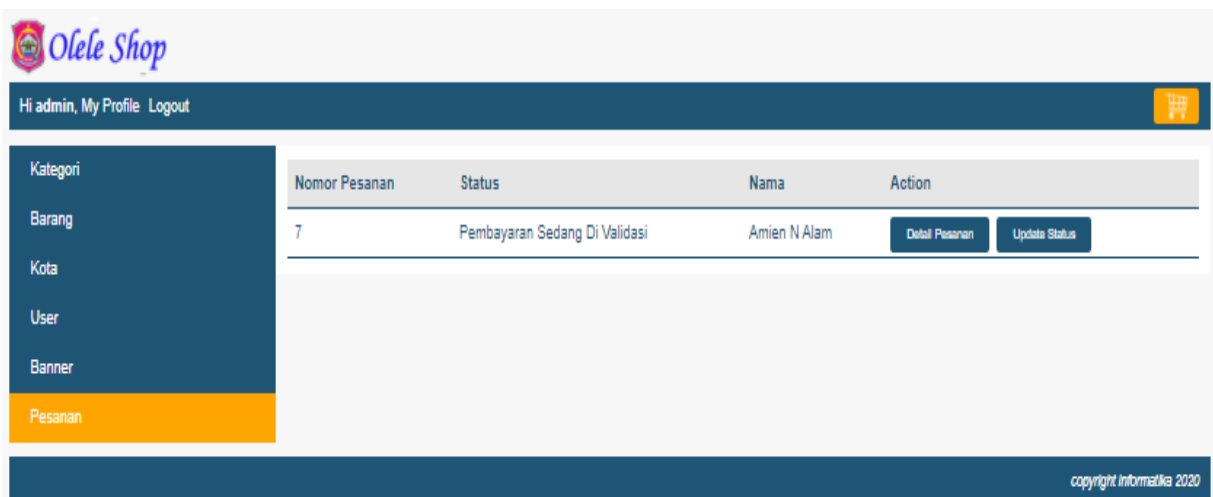 Olele Shop
Hi admin, My Profile Logout
Kategori
Barang
Kota
User
Banner
Pesanan
Nomor Pesanan Status Nama Action
7 Pembayaran Sedang Di Validasi Amien N Alam Detail Pesanan Update Status
copyright informatika 2020